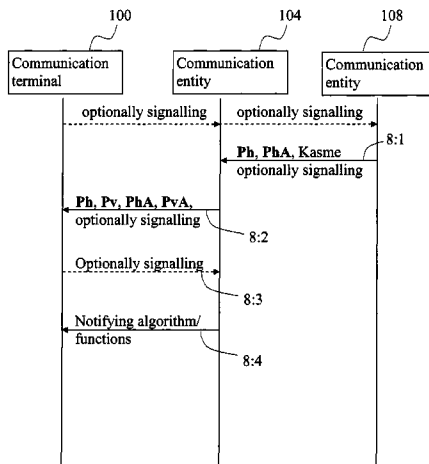 100
104
108
Communication
terminal
Communication
entity
Communication
entity
optionally signalling
optionally signalling
8:1
Ph, PhA, Kasme
optionally signalling
Ph, Pv, PhA, PvA,
optionally signalling
8:2
Optionally signalling
8:3
Notifying algorithm/
functions
8:4